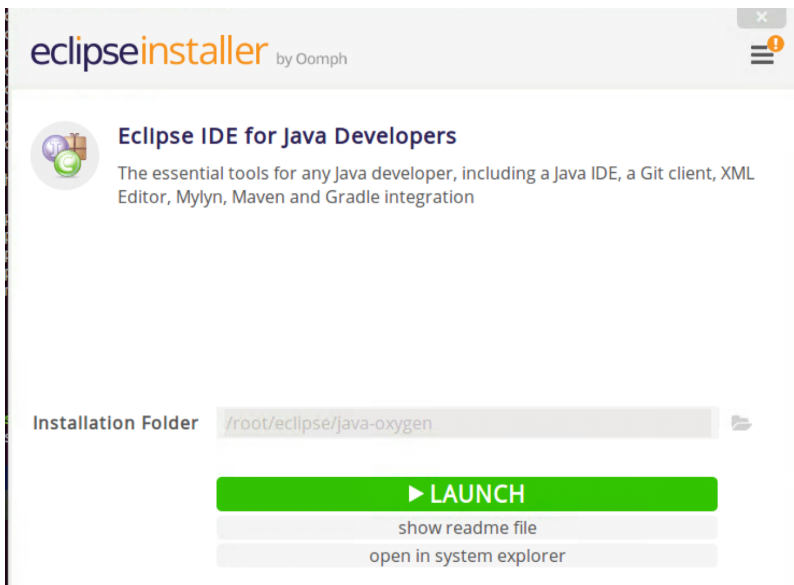 eclipseinstaller by Oomph
Eclipse IDE for Java Developers
The essential tools for any Java developer, including a Java IDE, a Git client, XML
Editor, Mylyn, Maven and Gradle integration
Installation Folder /root/eclipse/java-oxygen
LAUNCH
show readme file
open in system explorer